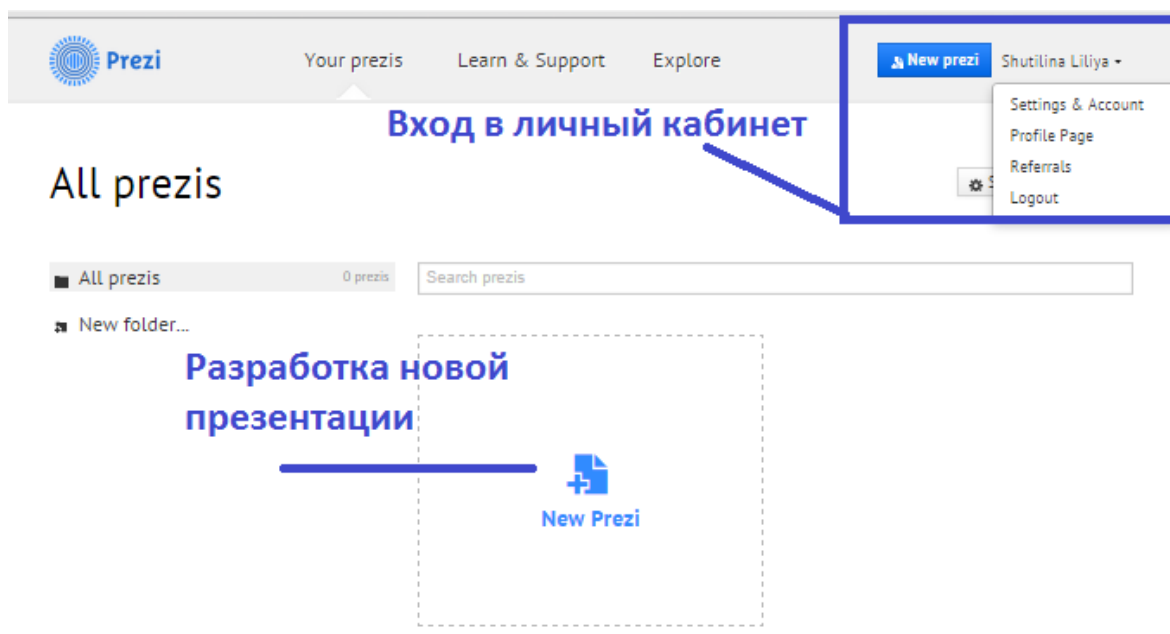 Prezi
Your prezis Learn & Support Explore
New prezi Shutilina Liliya
Settings & Account
Profile Page
Referrals
Logout
Вход в личный кабинет
All prezis
All prezis 0 prezis Search prezis
New folder...
Разработка новой
презентации
New Prezi